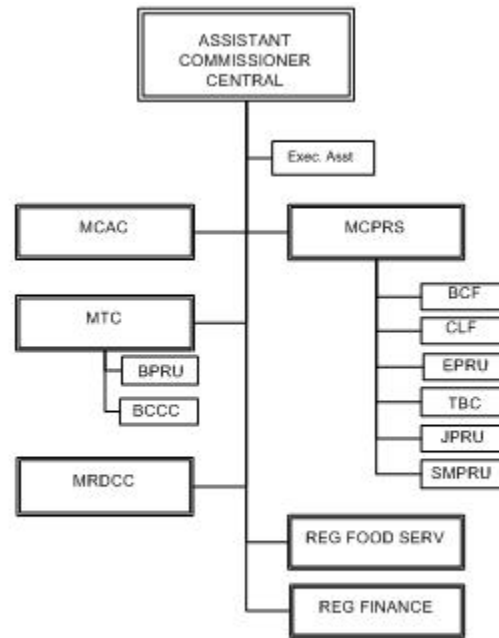 ASSISTANT
COMMISSIONER
CENTRAL
Exec. Asst
MCAC
MCPRS
BCF
MTC
CLF
BPRU
EPRU
BCCC
TBC
JPRU
MRDCC
SMPRU
REG FOOD SERV
REG FINANCE